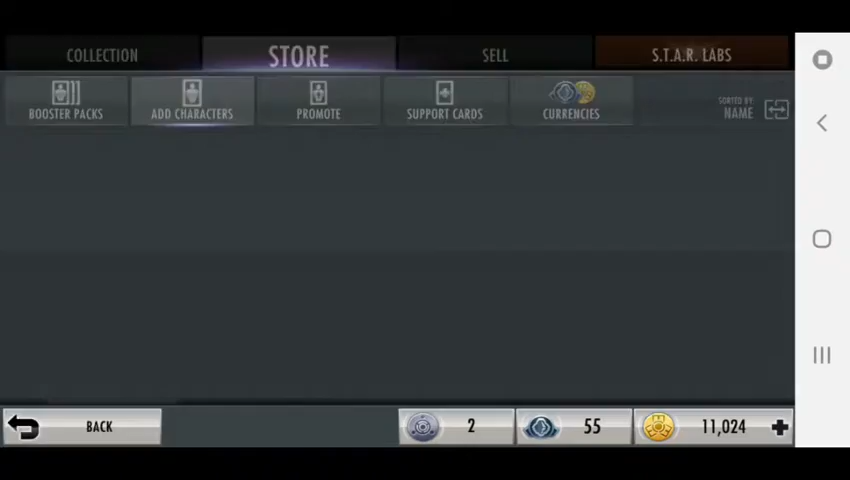 COLLECTION
STORE
SELL
S.T.A.R. LABS
BOOSTER PACKS
ADD CHARACTERS
PROMOTE
SUPPORT CARDS
CURRENCIES
SORTED BY:
NAME
BACK
2
55
11,024